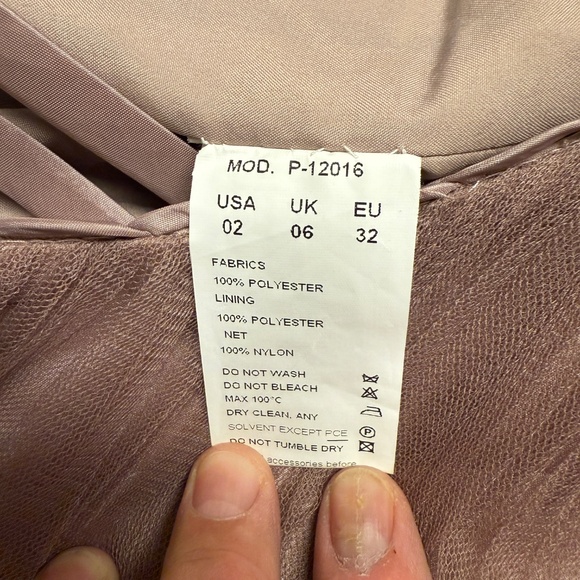 MOD. P-12016
USA UK EU
02 06 32
FABRICS
100% POLYESTER
LINING
100% POLYESTER
NET
100% NYLON
DO NOT WASH
DO NOT BLEACH
MAX 100°C
DRY CLEAN, ANY
SOLVENT EXCEPT PCE
P
DO NOT TUMBLE DRY
accessories before